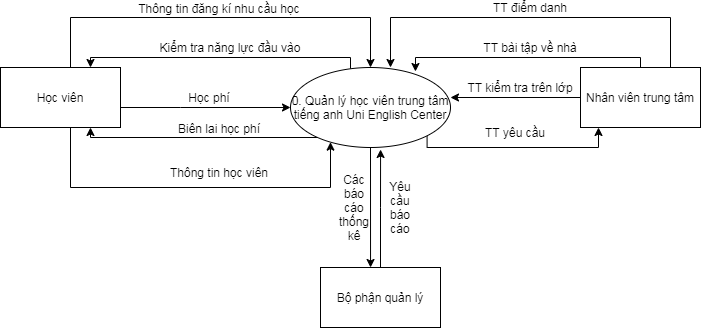 Thông tin đăng kí nhu cầu học
TT điểm danh
Kiểm tra năng lực đầu vào
TT bài tập về nhà
Học viên
Học phí
0. Quản lý học viên trung tâm
tiếng anh Uni English Center
TT kiểm tra trên lớp
Nhân viên trung tâm
Biên lai học phí
TT yêu cầu
Thông tin học viên
Các
báo
cáo
thống
kê
Yêu
cầu
báo
cáo
Bộ phận quản lý